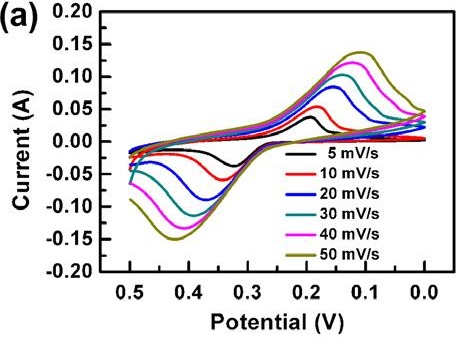 (a)
0.20
0.15
0.10
0.05
0.00
-0.05
-0.10
-0.15
-0.20
Current (A)
5 mV/s
10 mV/s
20 mV/s
30 mV/s
40 mV/s
50 mV/s
0.5 0.4 0.3 0.2 0.1 0.0
Potential (V)